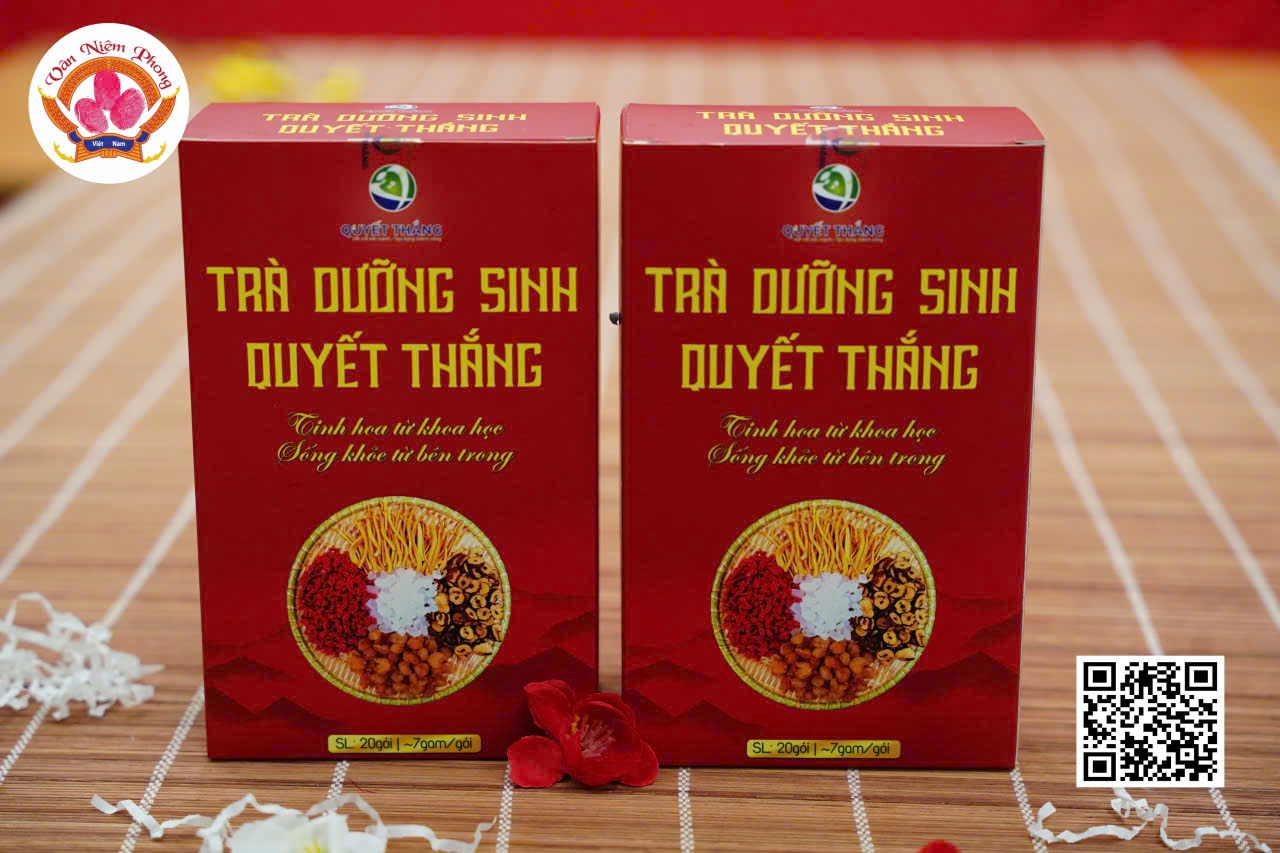 Vân Niêm Phong
Việt Nam
TRÀ DƯỠNG SINH
QUYẾT THẮNG
QUYẾT THẮNG
TRÀ DƯỠNG SINH
QUYẾT THẮNG
Tinh hoa từ khoa học
Sống khỏe từ bên trong
SL: 20gói | ~7gam/gói
TRÀ DƯỠNG SINH
QUYẾT THẮNG
QUYẾT THẮNG
TRÀ DƯỠNG SINH
QUYẾT THẮNG
Tinh hoa từ khoa học
Sống khỏe từ bên trong
SL: 20gói | ~7gam/gói